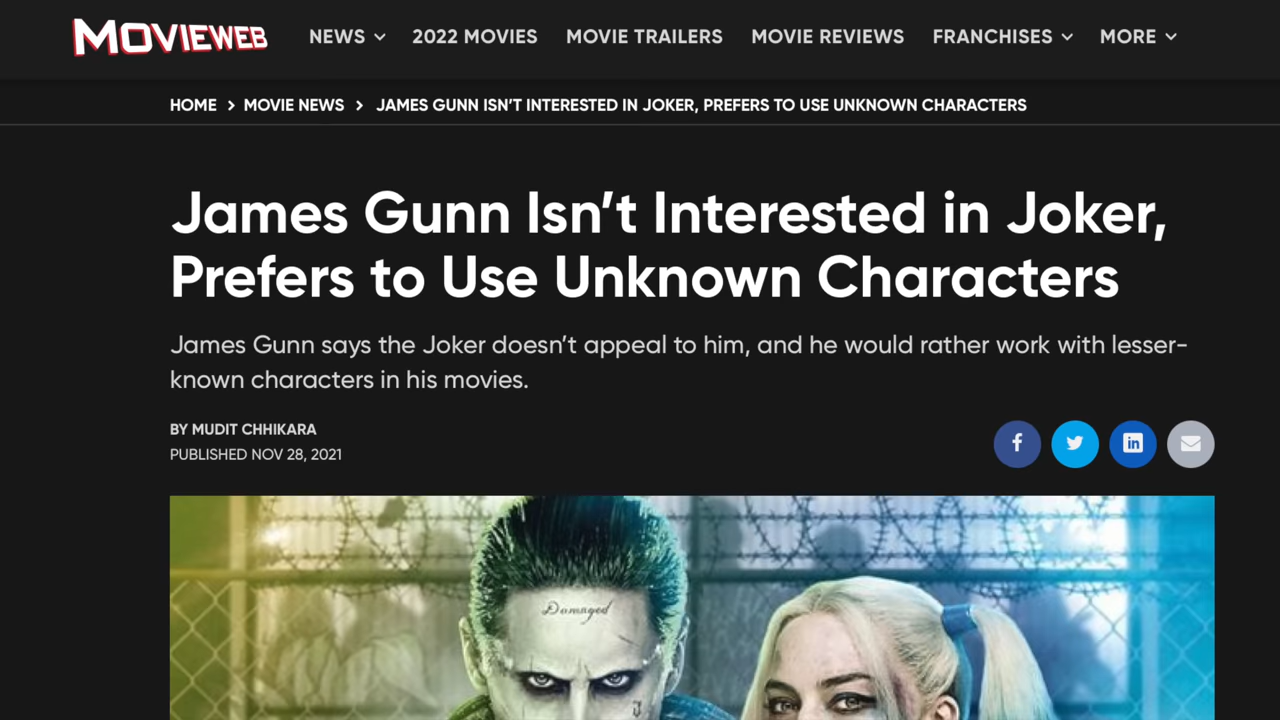 MOVIEWEB
NEWS 2022 MOVIES MOVIE TRAILERS MOVIE REVIEWS FRANCHISES MORE
HOME > MOVIE NEWS > JAMES GUNN ISN'T INTERESTED IN JOKER, PREFERS TO USE UNKNOWN CHARACTERS
James Gunn Isn't Interested in Joker,
Prefers to Use Unknown Characters
James Gunn says the Joker doesn't appeal to him, and he would rather work with lesser-
known characters in his movies.
BY MUDIT CHHIKARA
PUBLISHED NOV 28, 2021
f in
Damaged
J